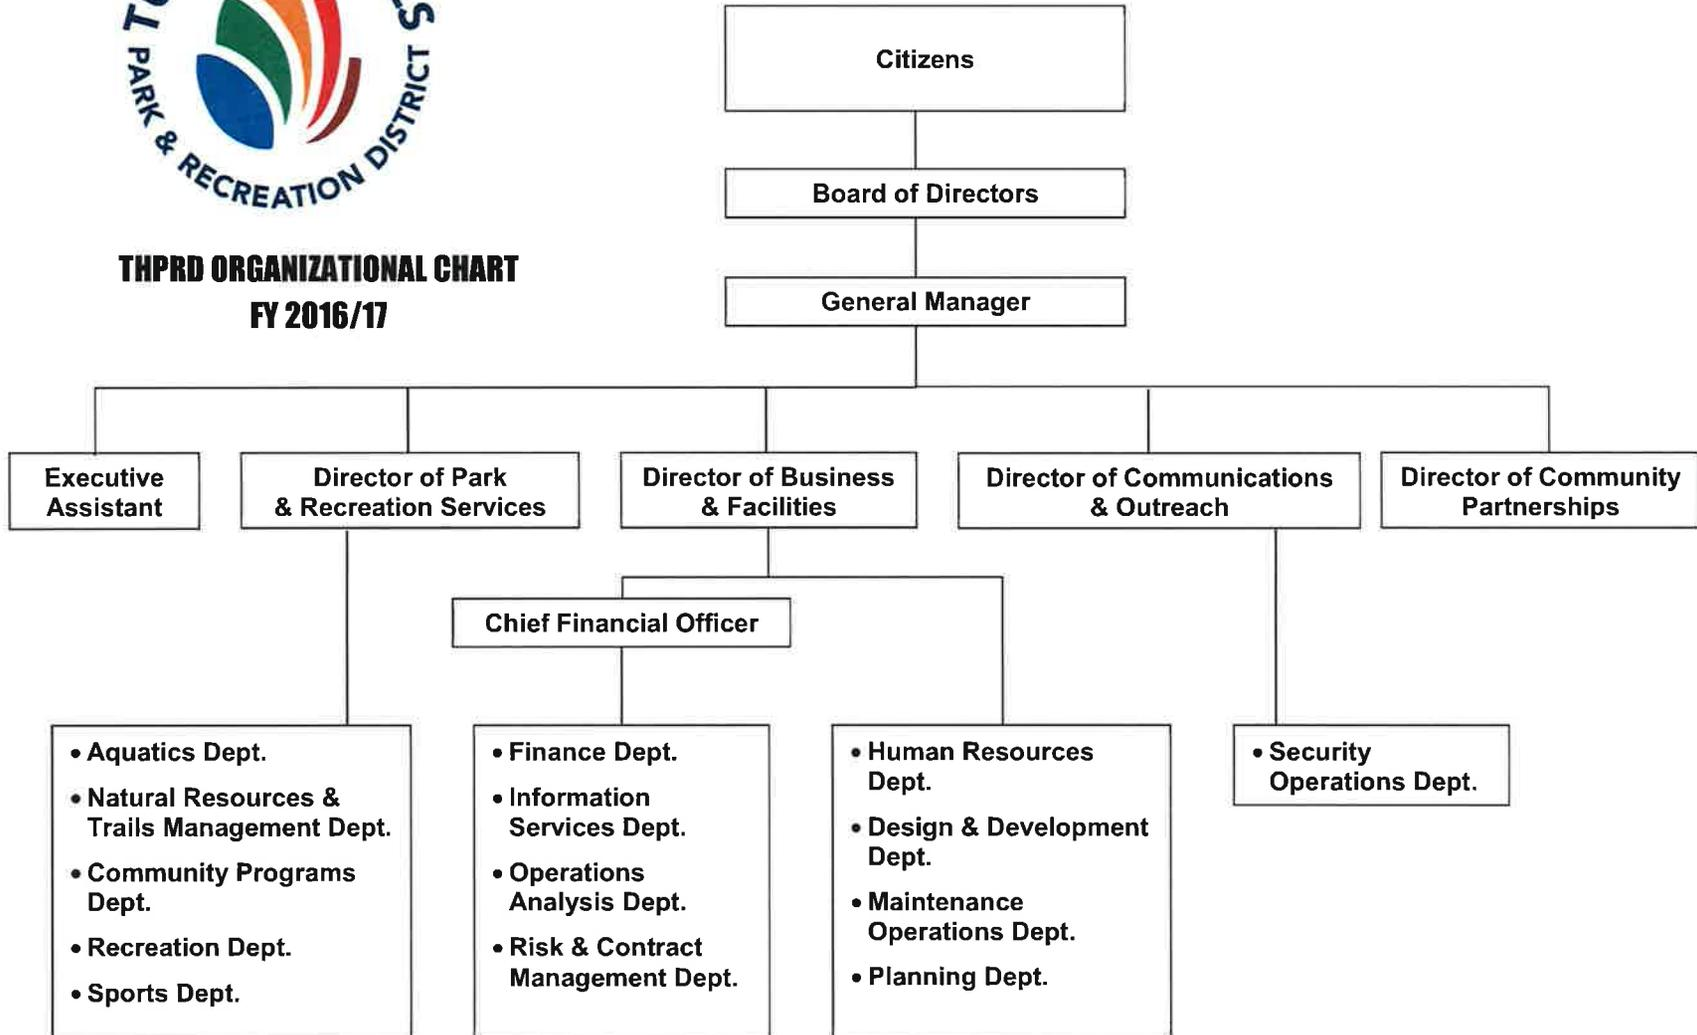 PARK & RECREATION DISTRICT
THPRD ORGANIZATIONAL CHART
FY 2016/17
Citizens
Board of Directors
General Manager
Executive
Assistant
Director of Park
& Recreation Services
Director of Business
& Facilities
Director of Communications
& Outreach
Director of Community
Partnerships
Chief Financial Officer
• Aquatics Dept.
• Natural Resources &
Trails Management Dept.
• Community Programs
Dept.
• Recreation Dept.
• Sports Dept.
• Finance Dept.
• Information
Services Dept.
• Operations
Analysis Dept.
• Risk & Contract
Management Dept.
• Human Resources
Dept.
• Design & Development
Dept.
• Maintenance
Operations Dept.
• Planning Dept.
• Security
Operations Dept.